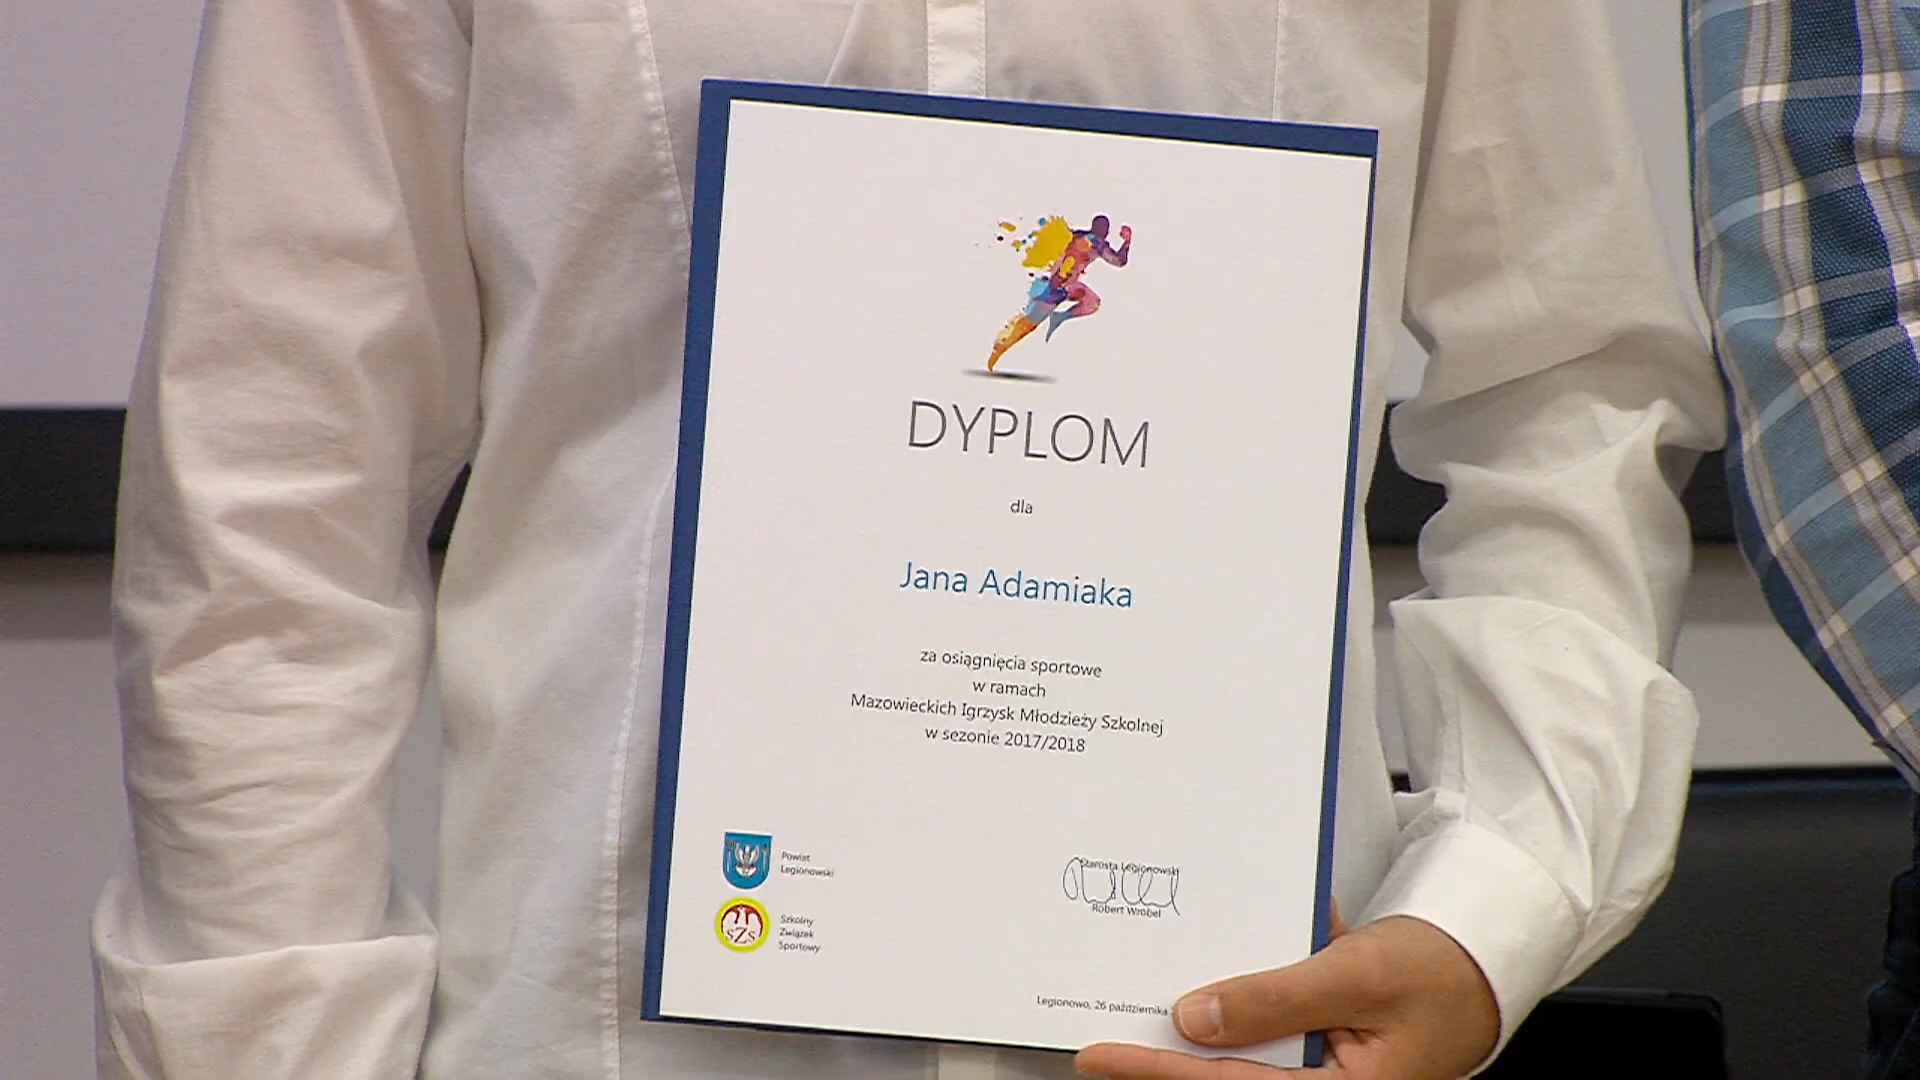 DYPLOM
dla
Jana Adamiaka
za osiągnięcia sportowe
w ramach
Mazowieckich Igrzysk Młodzieży Szkolnej
w sezonie 2017/2018
Powiat
Legionowski
Starosta Legionowski
Robert Wróbel
SZS
Szkolny
Związek
Sportowy
Legionowo, 26 października